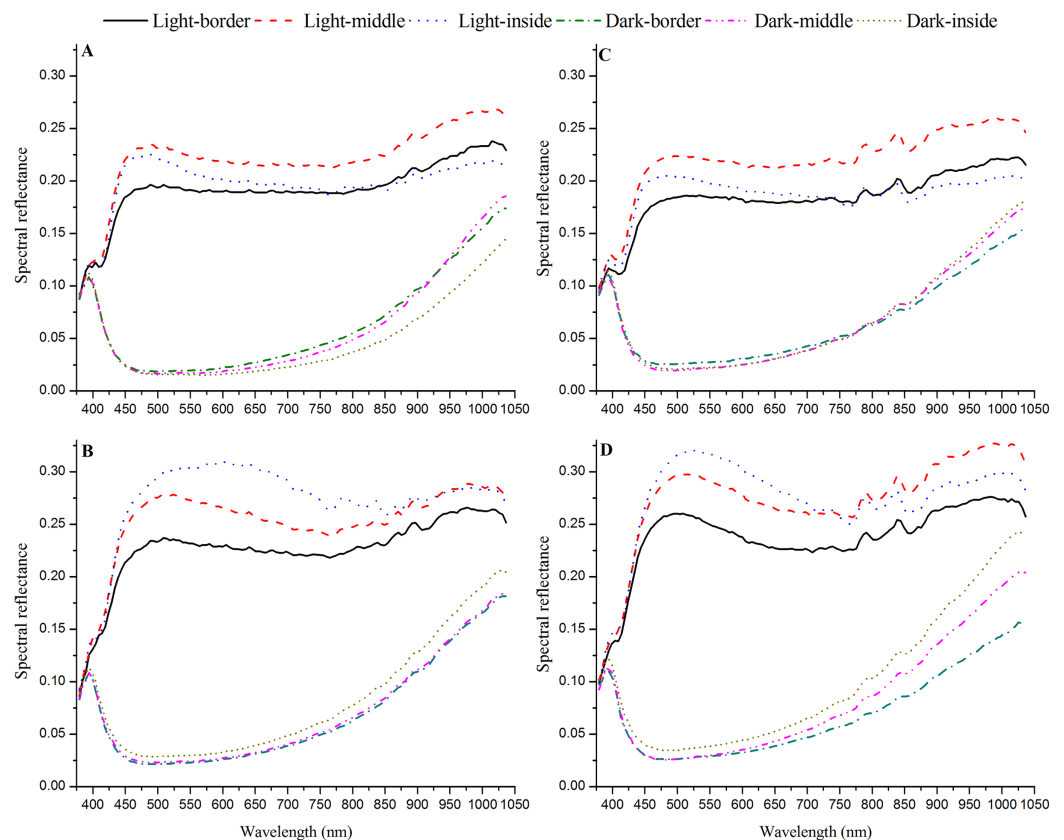 Light-border Light-middle Light-inside Dark-border Dark-middle Dark-inside
A
Spectral reflectance
0.30
0.25
0.20
0.15
0.10
0.05
0.00
400 450 500 550 600 650 700 750 800 850 900 950 1000 1050
C
Spectral reflectance
0.30
0.25
0.20
0.15
0.10
0.05
0.00
400 450 500 550 600 650 700 750 800 850 900 950 1000 1050
B
Spectral reflectance
0.30
0.25
0.20
0.15
0.10
0.05
0.00
400 450 500 550 600 650 700 750 800 850 900 950 1000 1050
Wavelength (nm)
D
Spectral reflectance
0.30
0.25
0.20
0.15
0.10
0.05
0.00
400 450 500 550 600 650 700 750 800 850 900 950 1000 1050
Wavelength (nm)